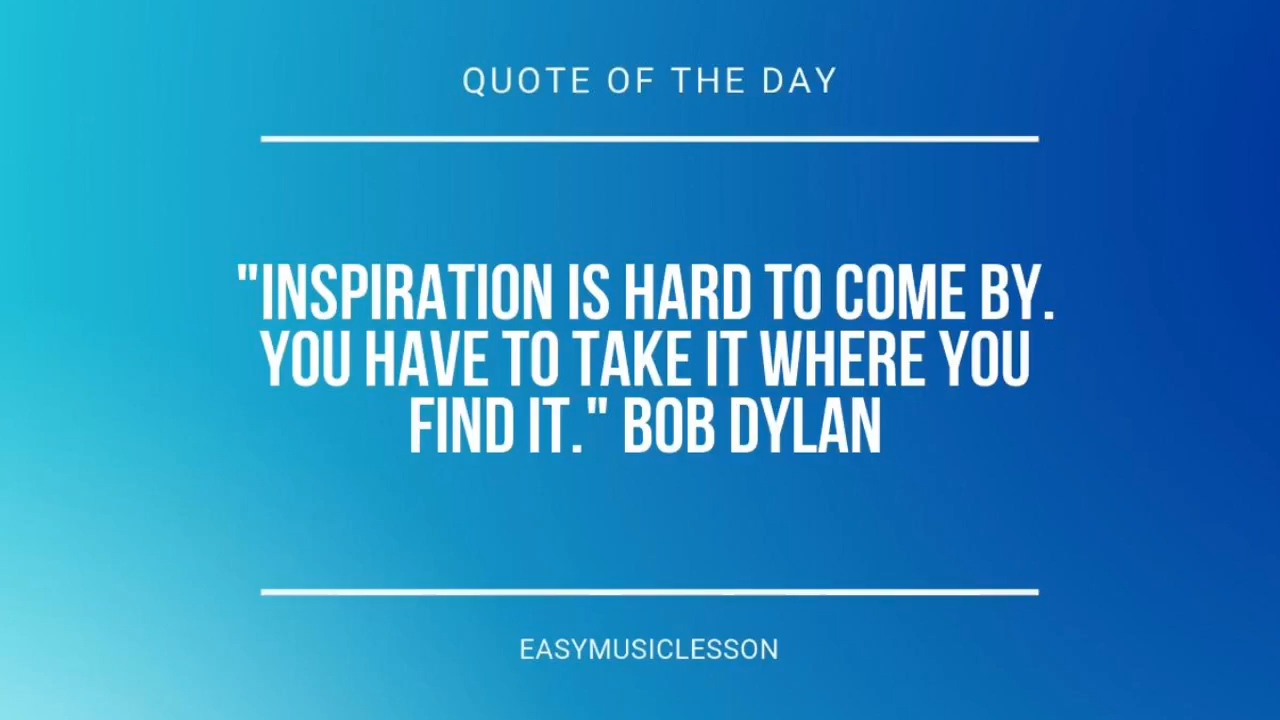 QUOTE OF THE DAY
"INSPIRATION IS HARD TO COME BY.
YOU HAVE TO TAKE IT WHERE YOU
FIND IT." BOB DYLAN
EASYMUSICLESSON